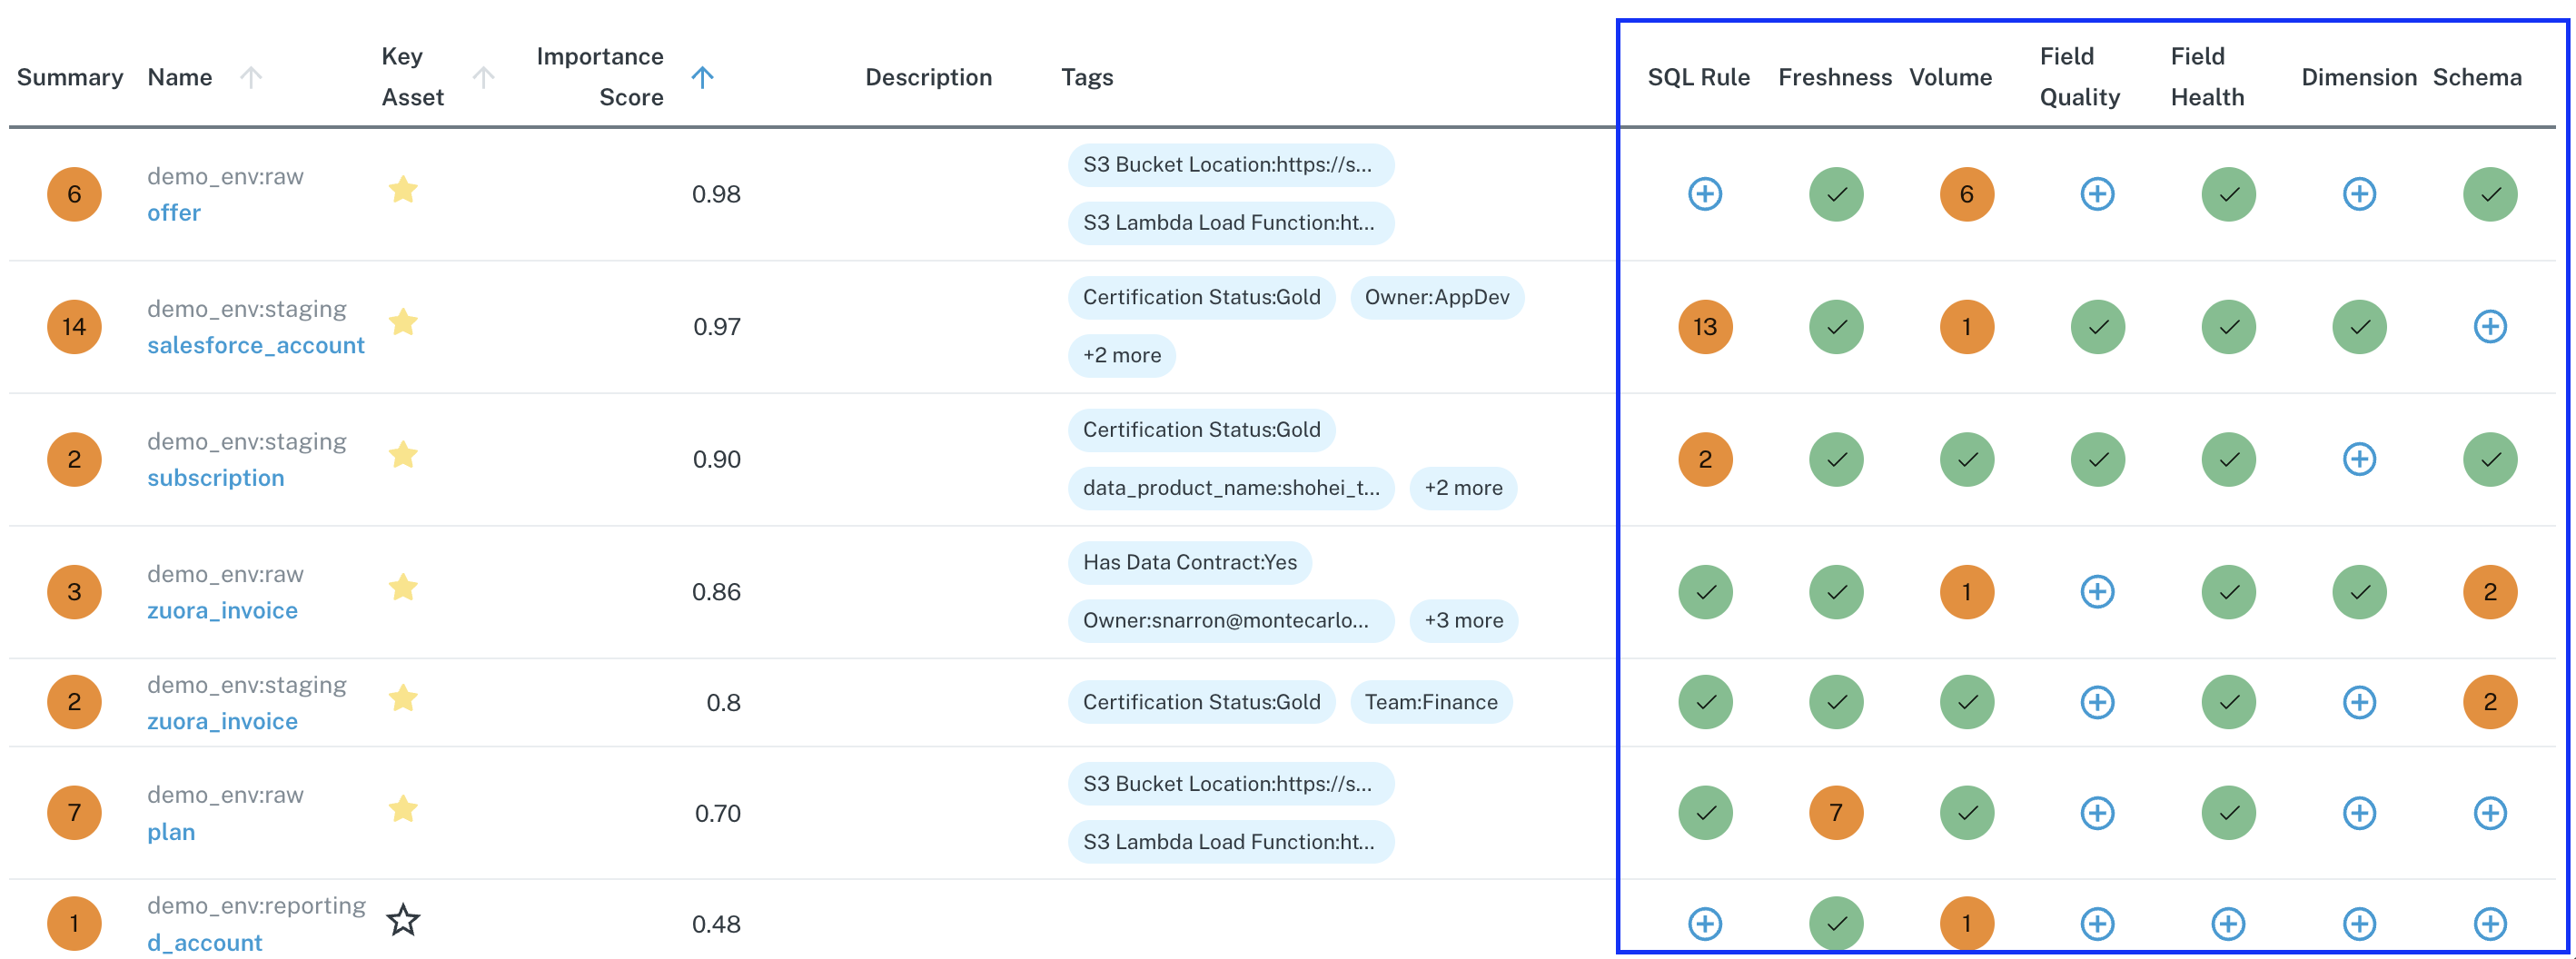 Summary Name Key Asset Importance Score Description Tags SQL Rule Freshness Volume Field Quality Field Health Dimension Schema
6 demo_env:raw 0.98 S3 Bucket Location:https://s... 6
offer S3 Lambda Load Function:ht...
14 demo_env:staging 0.97 Certification Status:Gold Owner:AppDev 13 1
salesforce_account +2 more
2 demo_env:staging 0.90 Certification Status:Gold 2
subscription data_product_name:shohei_t... +2 more
3 demo_env:raw 0.86 Has Data Contract:Yes 1 2
zuora_invoice Owner:snarron@montecarlo... +3 more
2 demo_env:staging 0.8 Certification Status:Gold Team:Finance 2
zuora_invoice
7 demo_env:raw 0.70 S3 Bucket Location:https://s... 7
plan S3 Lambda Load Function:ht...
1 demo_env:reporting 0.48 1
d_account